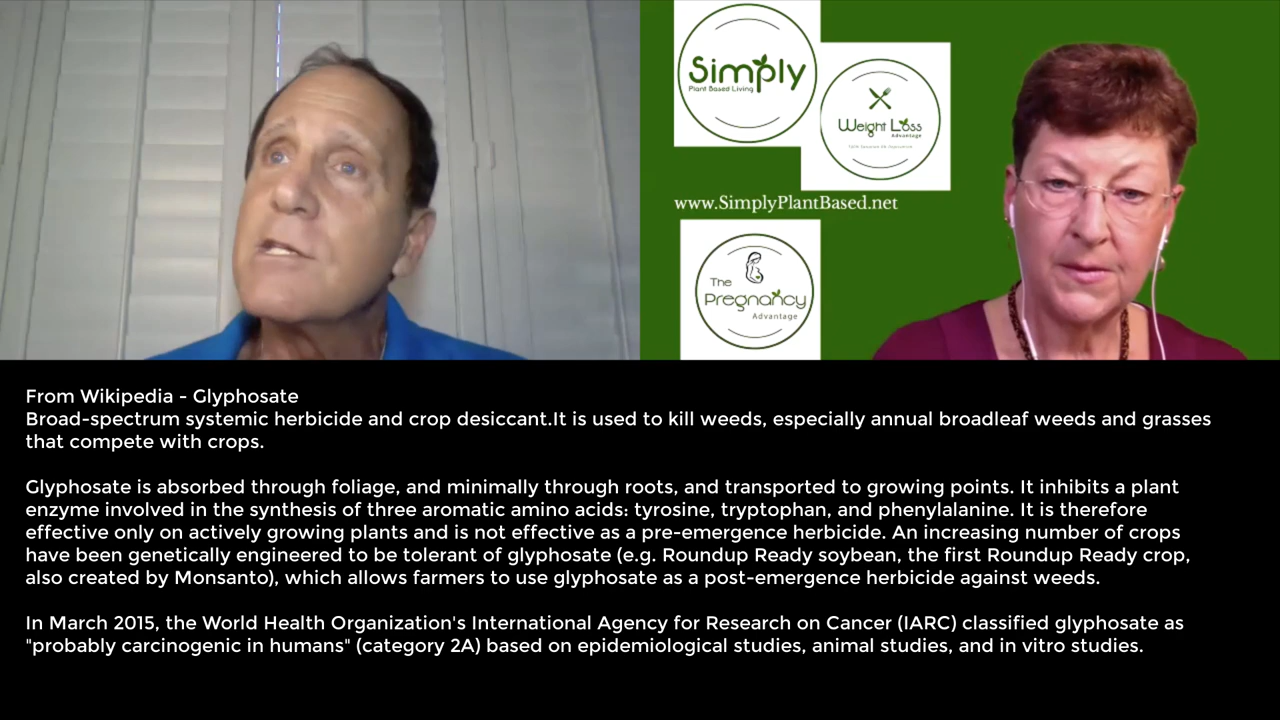 Simply
Plant Based Living
Weight Loss
Advantage
www.SimplyPlantBased.net
The
Pregnancy
Advantage
From Wikipedia - Glyphosate
Broad-spectrum systemic herbicide and crop desiccant.It is used to kill weeds, especially annual broadleaf weeds and grasses
that compete with crops.
Glyphosate is absorbed through foliage, and minimally through roots, and transported to growing points. It inhibits a plant
enzyme involved in the synthesis of three aromatic amino acids: tyrosine, tryptophan, and phenylalanine. It is therefore
effective only on actively growing plants and is not effective as a pre-emergence herbicide. An increasing number of crops
have been genetically engineered to be tolerant of glyphosate (e.g. Roundup Ready soybean, the first Roundup Ready crop,
also created by Monsanto), which allows farmers to use glyphosate as a post-emergence herbicide against weeds.
In March 2015, the World Health Organization's International Agency for Research on Cancer (IARC) classified glyphosate as
"probably carcinogenic in humans" (category 2A) based on epidemiological studies, animal studies, and in vitro studies.